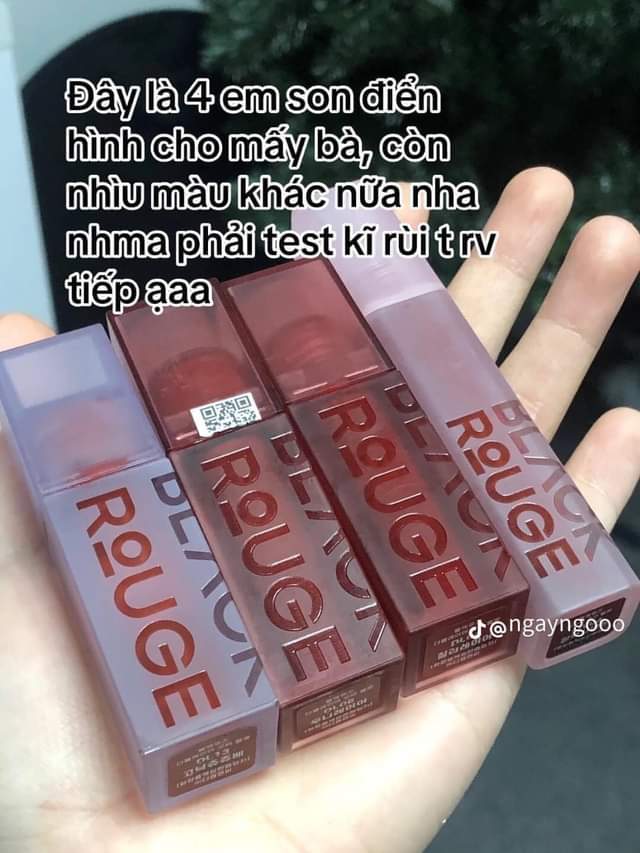 Đây là 4 em son điển
hình cho mấy bà, còn
nhìu màu khác nữa nha
nhma phải test kĩ rùi t rv
tiếp ạaa
BLACK
ROUGE
BLACK
ROUGE
BLACK
ROUGE
BLACK
ROUGE
@ngayngooo